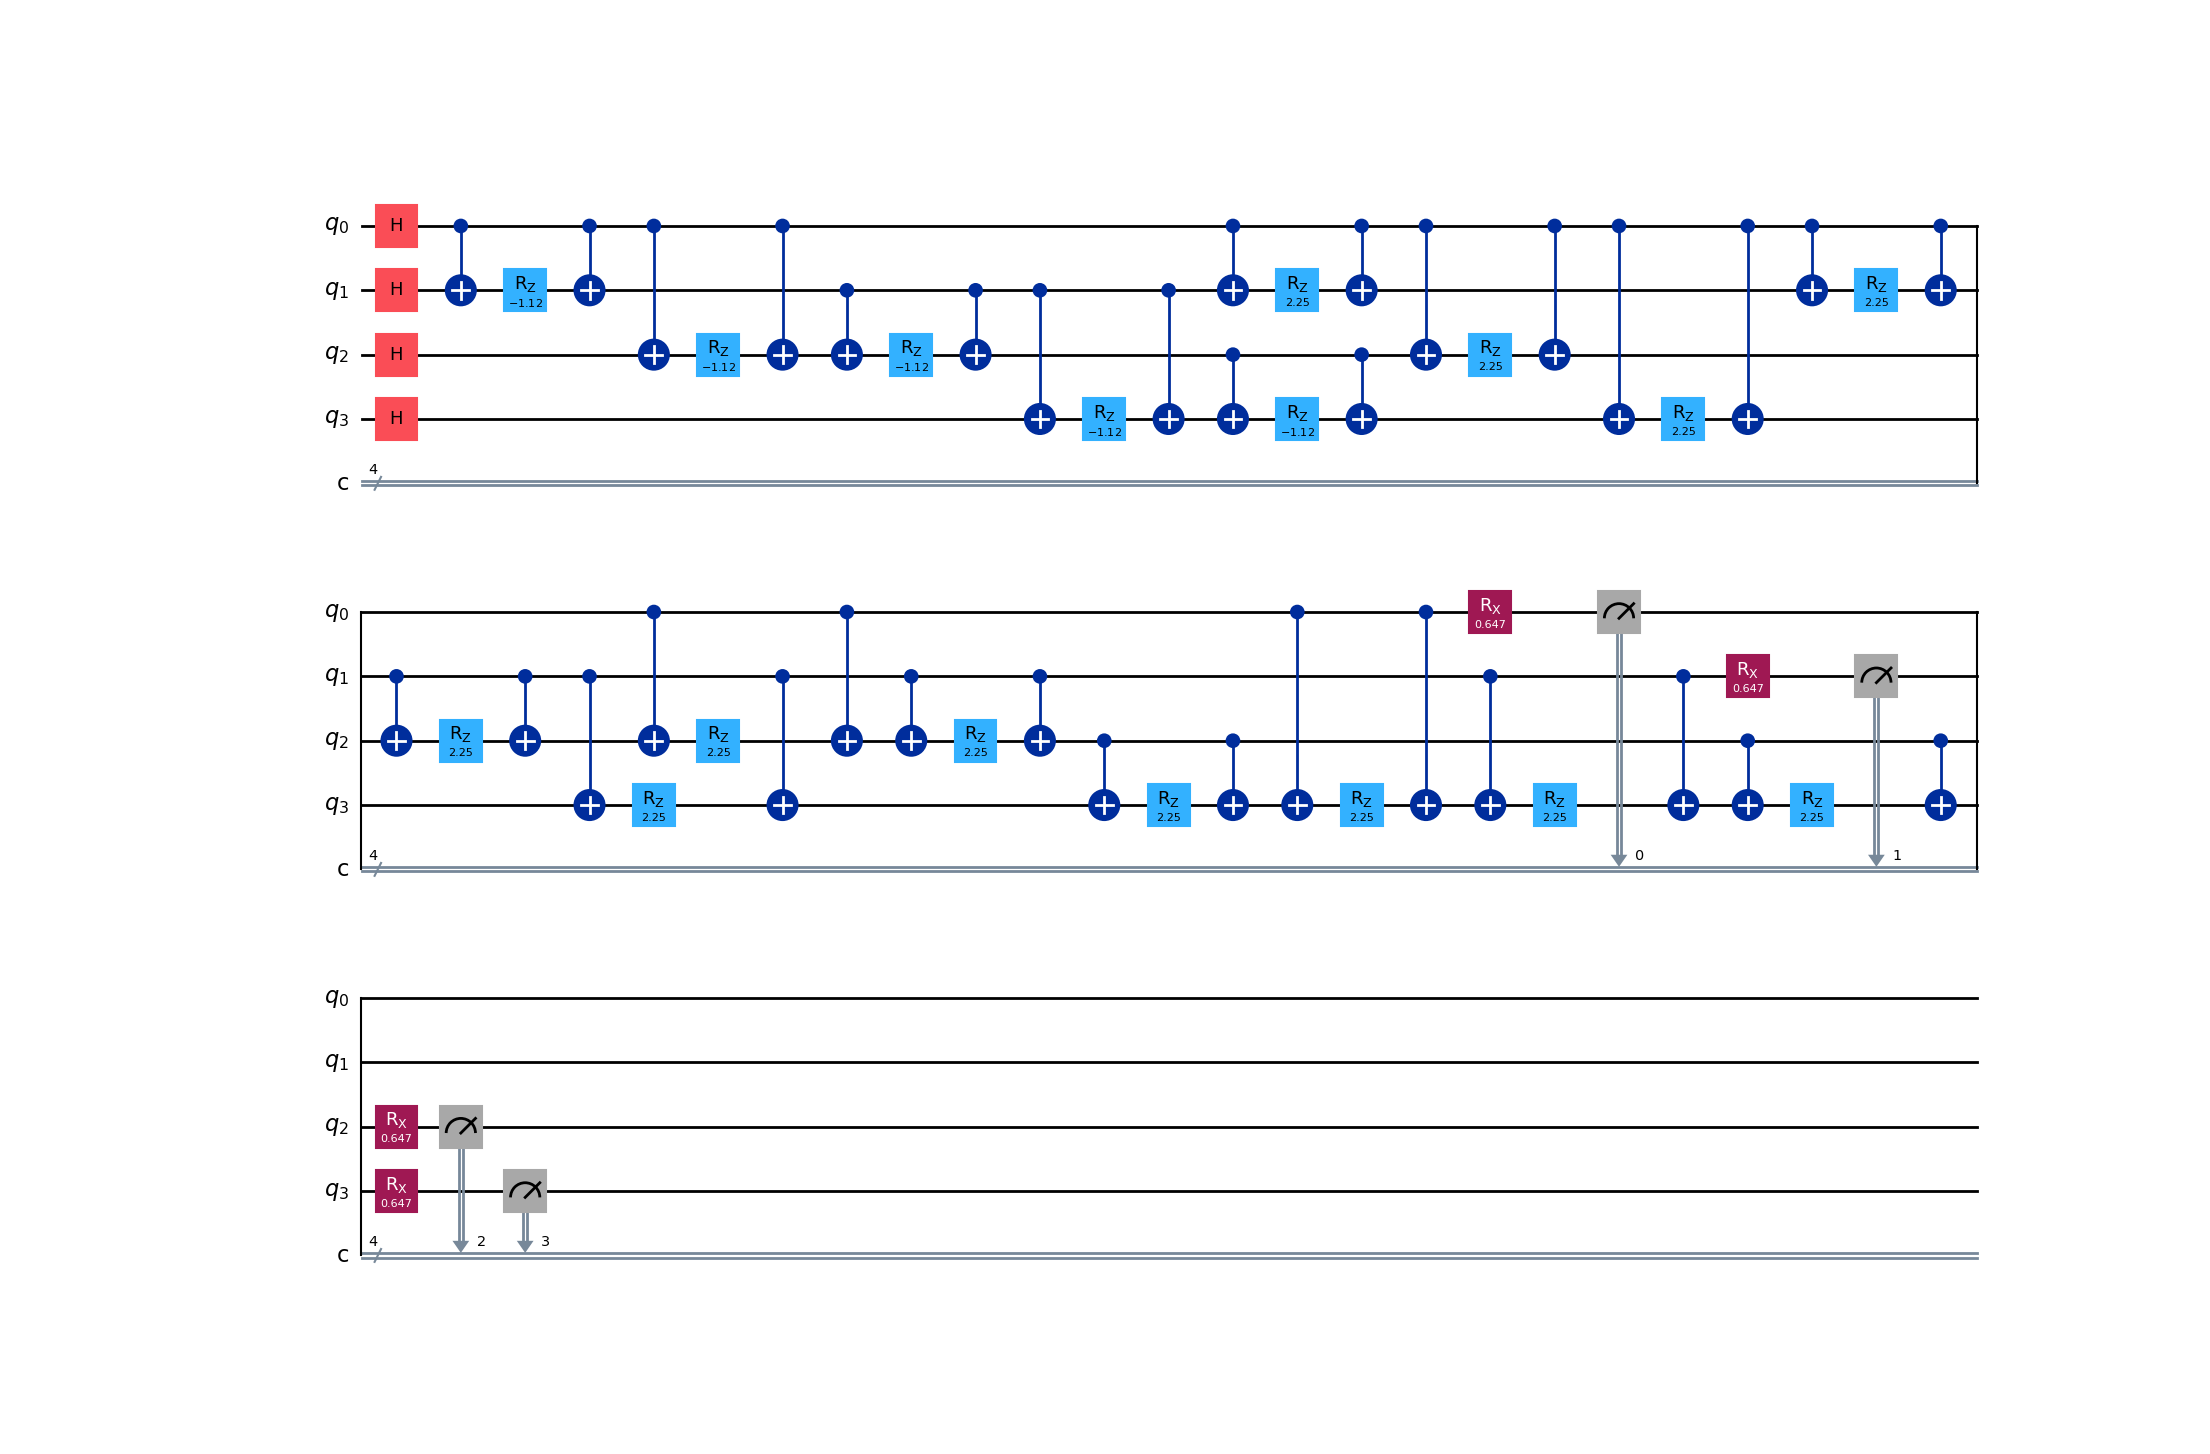 q0 H
q1 H RZ −1.12 RZ 2.25 RZ 2.25
q2 H RZ −1.12 RZ −1.12 RZ 2.25
q3 H RZ −1.12 RZ −1.12 RZ 2.25
c 4
q0 RX 0.647
q1 RX 0.647
q2 RZ 2.25 RZ 2.25 RZ 2.25
q3 RZ 2.25 RZ 2.25 RZ 2.25 RZ 2.25 RZ 2.25
c 4 0 1
q0
q1
q2 RX 0.647
q3 RX 0.647
c 4 2 3